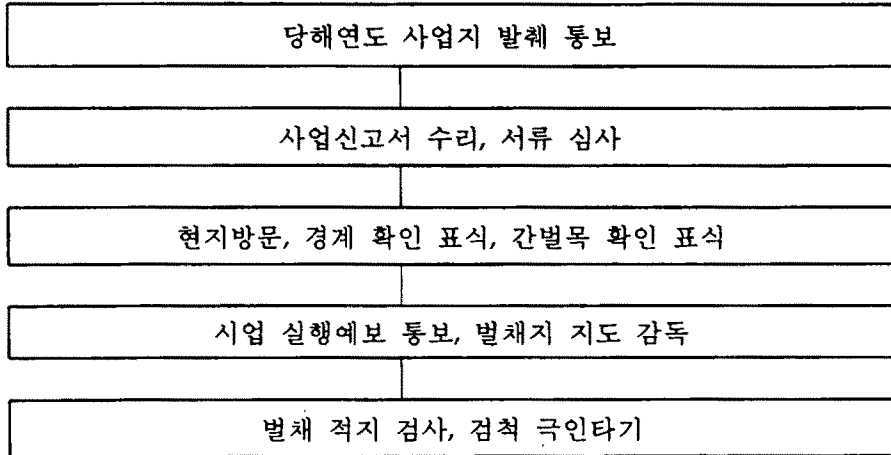 당해연도 사업지 발췌 통보
사업신고서 수리, 서류 심사
현지방문, 경계 확인 표식, 간벌목 확인 표식
시업 실행예보 통보, 벌채지 지도 감독
벌채 적지 검사, 검척 극인타기